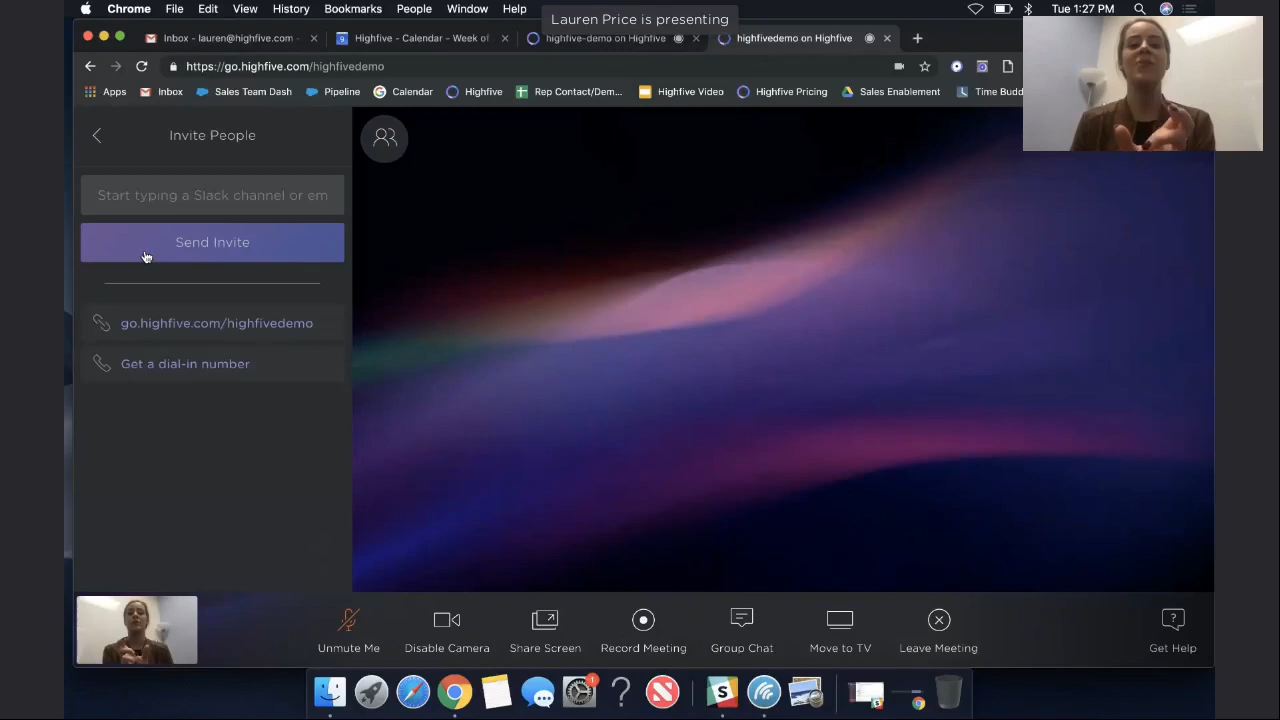 Chrome File Edit View History Bookmarks People Window Help
Lauren Price is presenting
Tue 1:27 PM
Inbox - lauren@highfive.com -
Highfive - Calendar - Week of
highfive-demo on Highfive
highfivedemo on Highfive
https://go.highfive.com/highfivedemo
Apps Inbox Sales Team Dash Pipeline Calendar Highfive Rep Contact/Dem... Highfive Video Highfive Pricing Sales Enablement Time Budd
Invite People
Start typing a Slack channel or em
Send Invite
go.highfive.com/highfivedemo
Get a dial-in number
Unmute Me Disable Camera Share Screen Record Meeting Group Chat Move to TV Leave Meeting Get Help
1